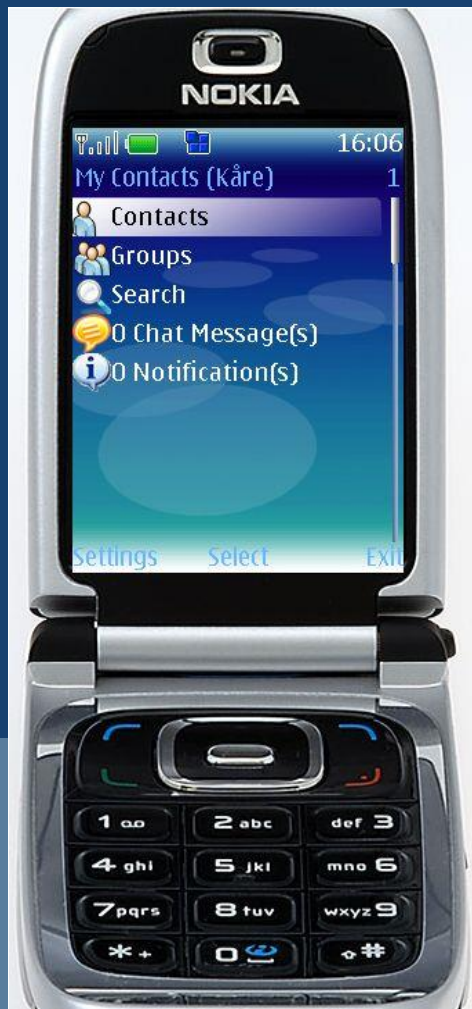 NOKIA
16:06
My Contacts (Kåre) 1
Contacts
Groups
Search
0 Chat Message(s)
0 Notification(s)
Settings Select Exit
1
2 abc def 3
4 ghi 5 jkl mno 6
7pqrs 8 tuv wxyz 9
*+ 0 #